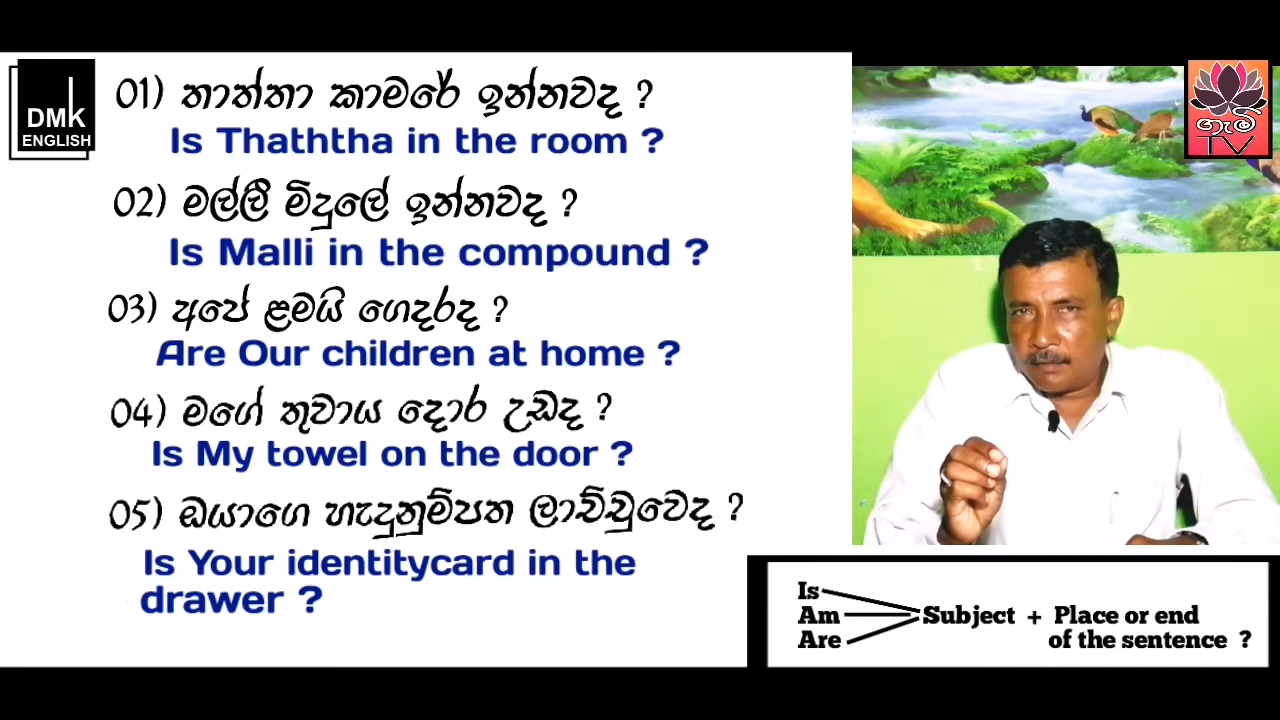 DMK
ENGLISH
01) තාත්තා කාමරේ ඉන්නවද ?
Is Thaththa in the room ?
02) මල්ලී මිදුලේ ඉන්නවද ?
Is Malli in the compound ?
03) අපේ ළමයි ගෙදරද ?
Are Our children at home ?
04) මගේ තුවාය දොර උඩද ?
Is My towel on the door ?
05) ඔයාගෙ හැඳුනුම්පත ලාච්චුවෙද ?
Is Your identitycard in the
drawer ?
ගැමි
TV
Is
Am
Are
Subject + Place or end
of the sentence ?